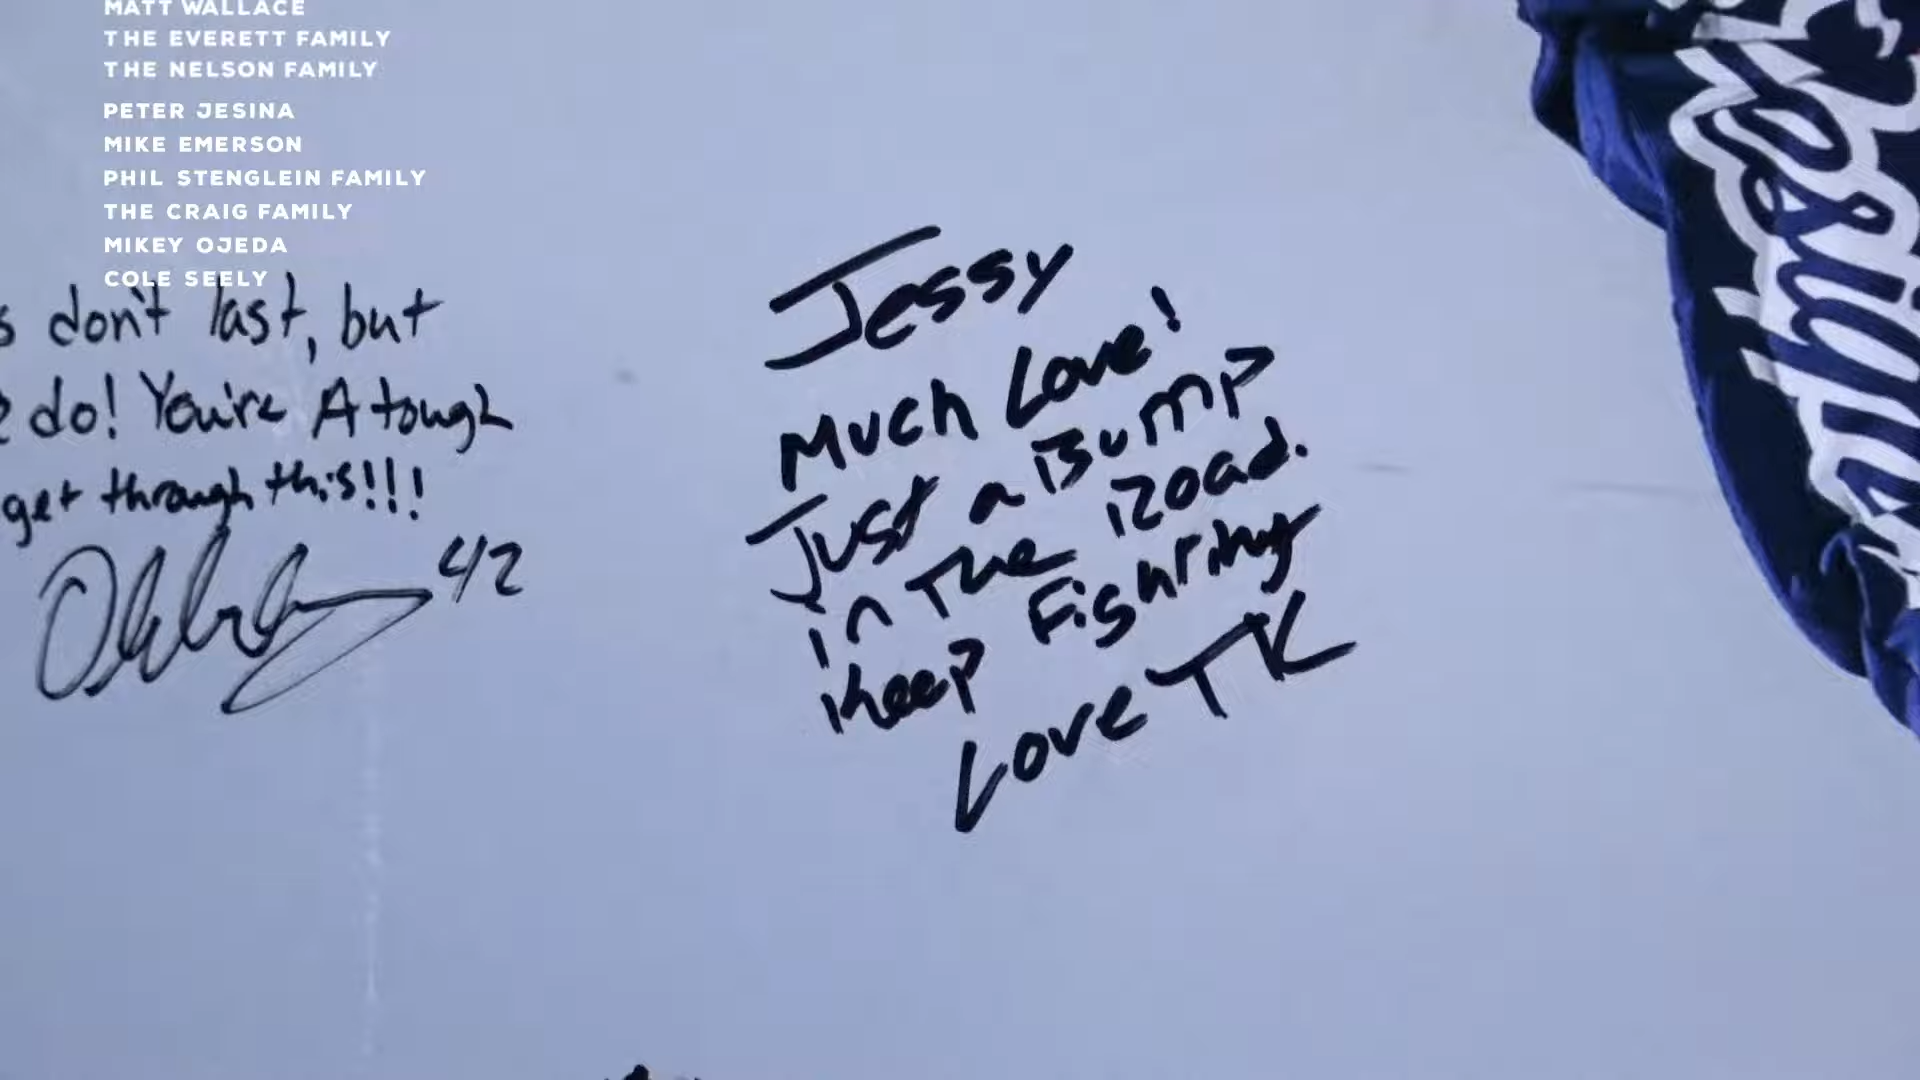 MATT WALLACE
THE EVERETT FAMILY
THE NELSON FAMILY
PETER JESINA
MIKE EMERSON
PHIL STENGLEIN FAMILY
THE CRAIG FAMILY
MIKEY OJEDA
COLE SEELY
s don't last, but
e do! You're A tough
get through this!!!
42
Jessy
Much Love!
Just a Bump
in The Road.
Keep Fighting
Love TK